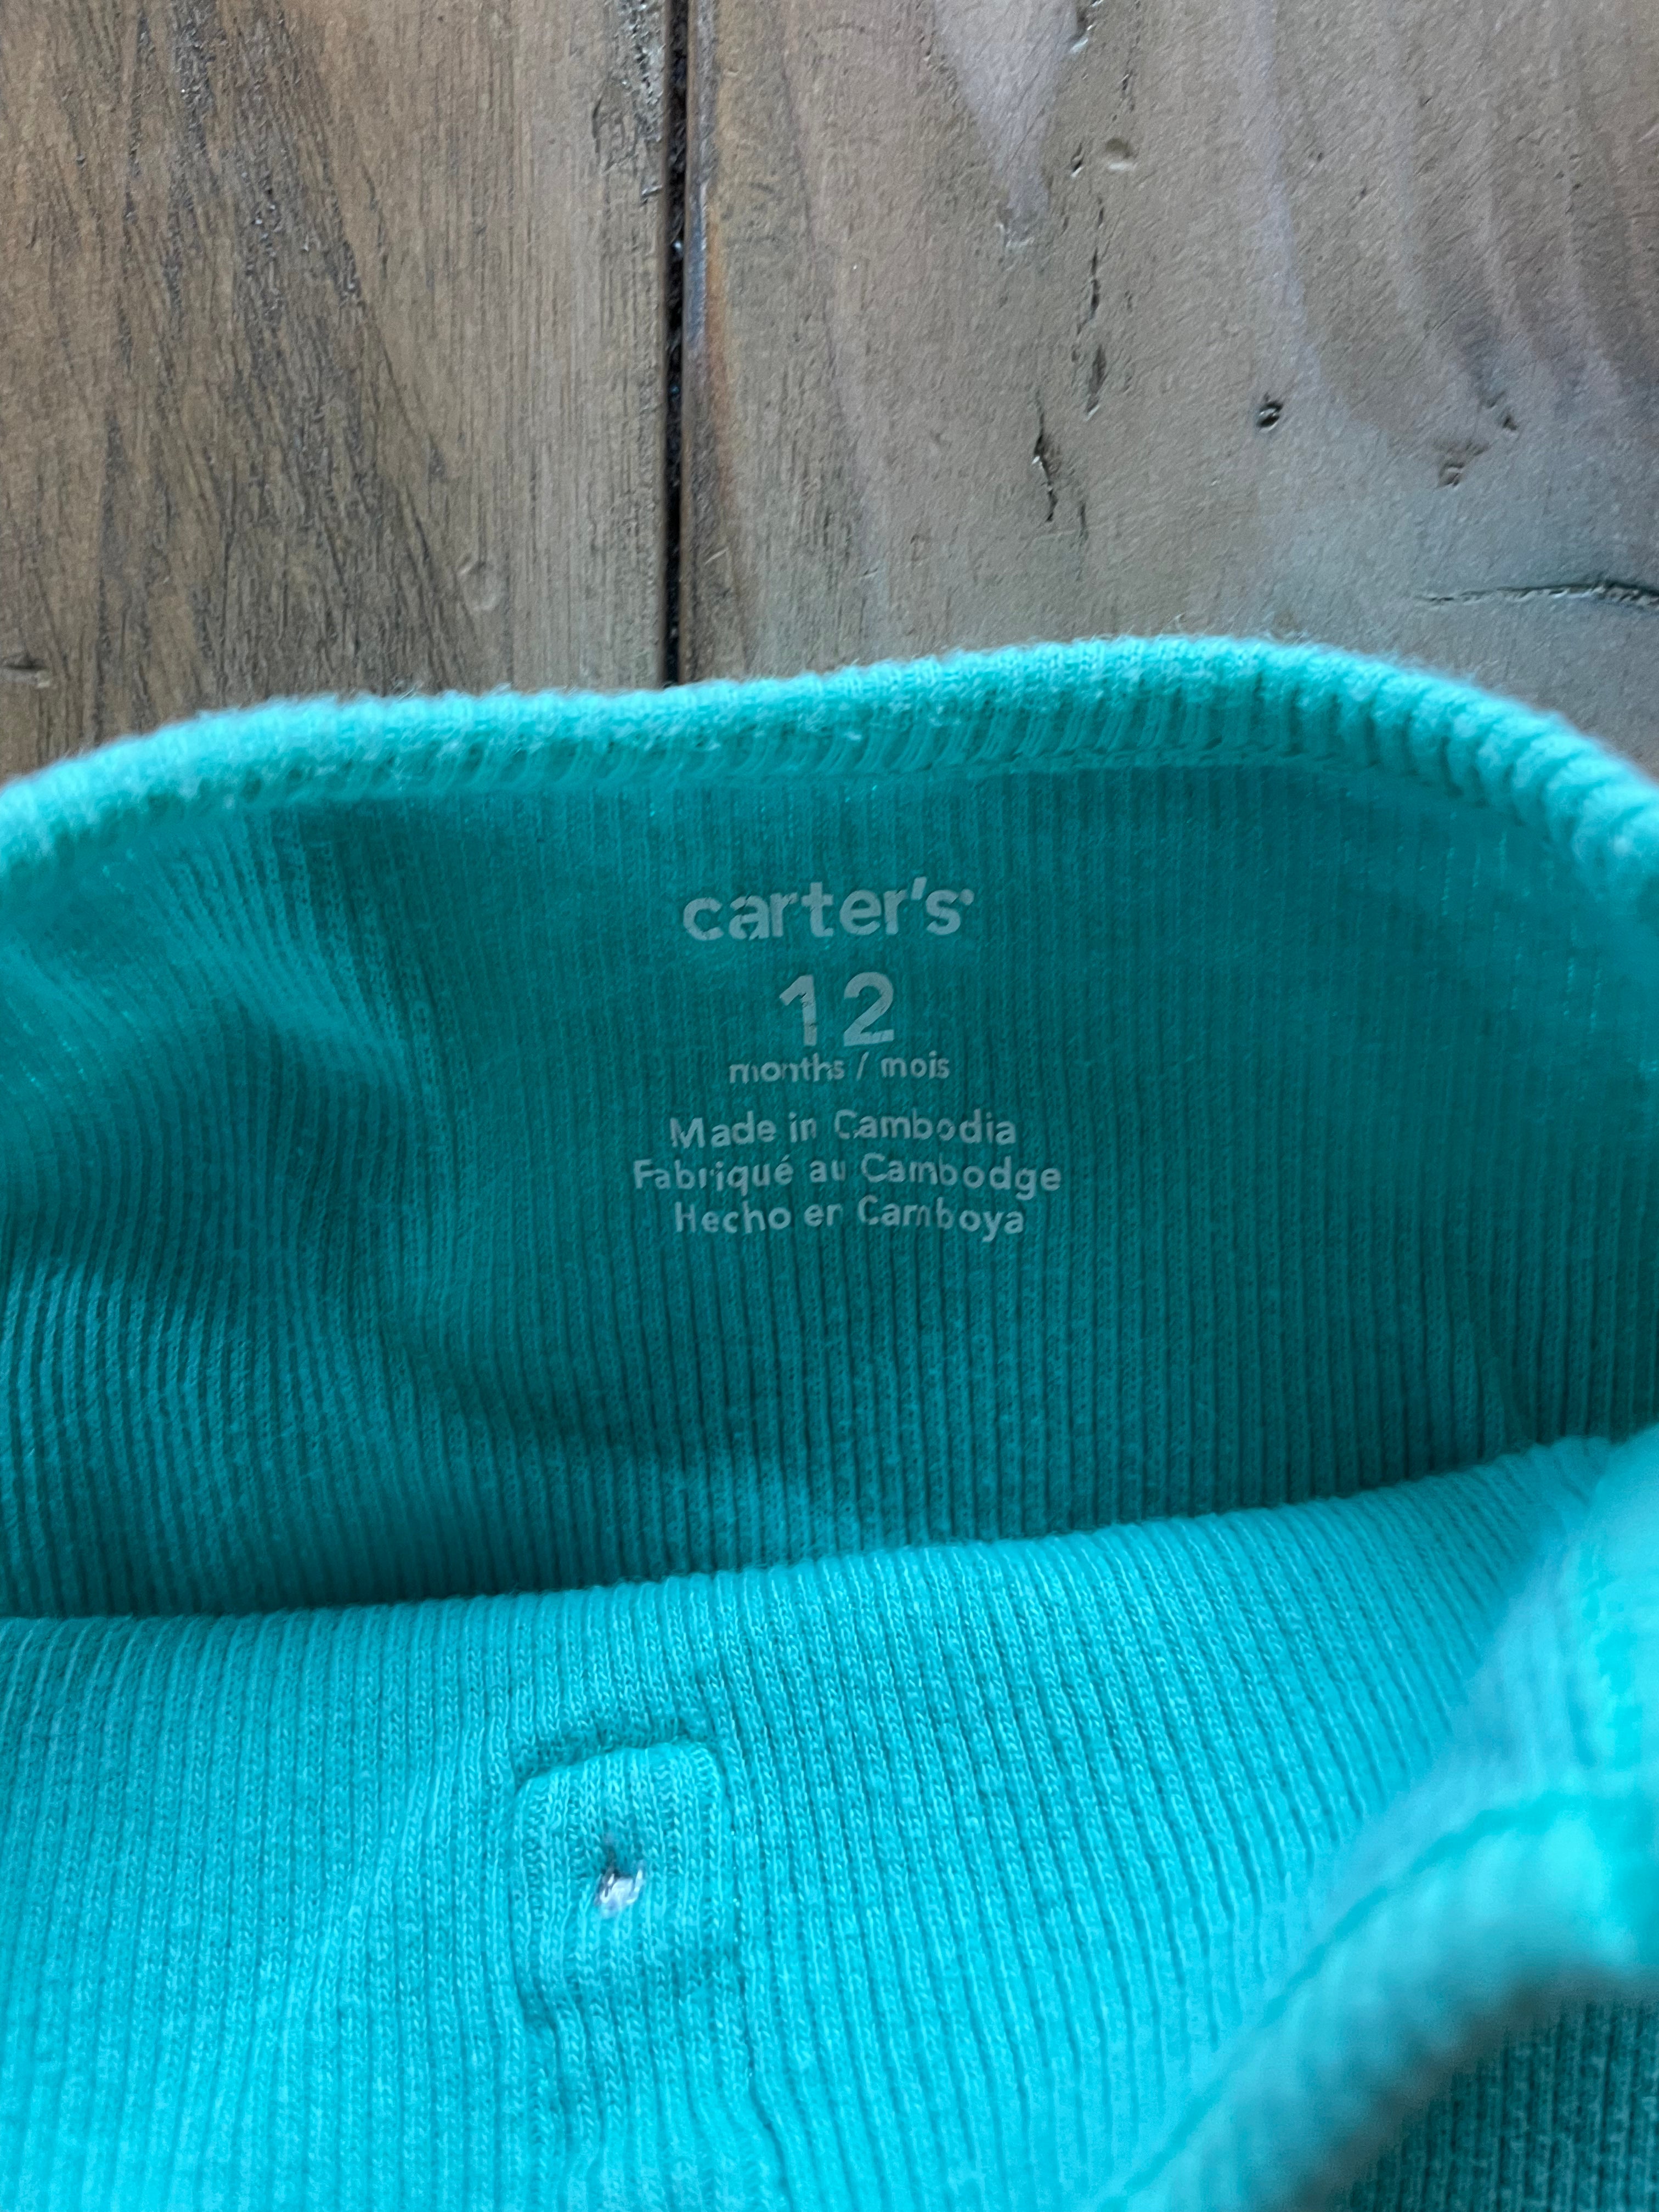 carter's
12
months / mois
Made in Cambodia
Fabriqué au Cambodge
Hecho en Camboya